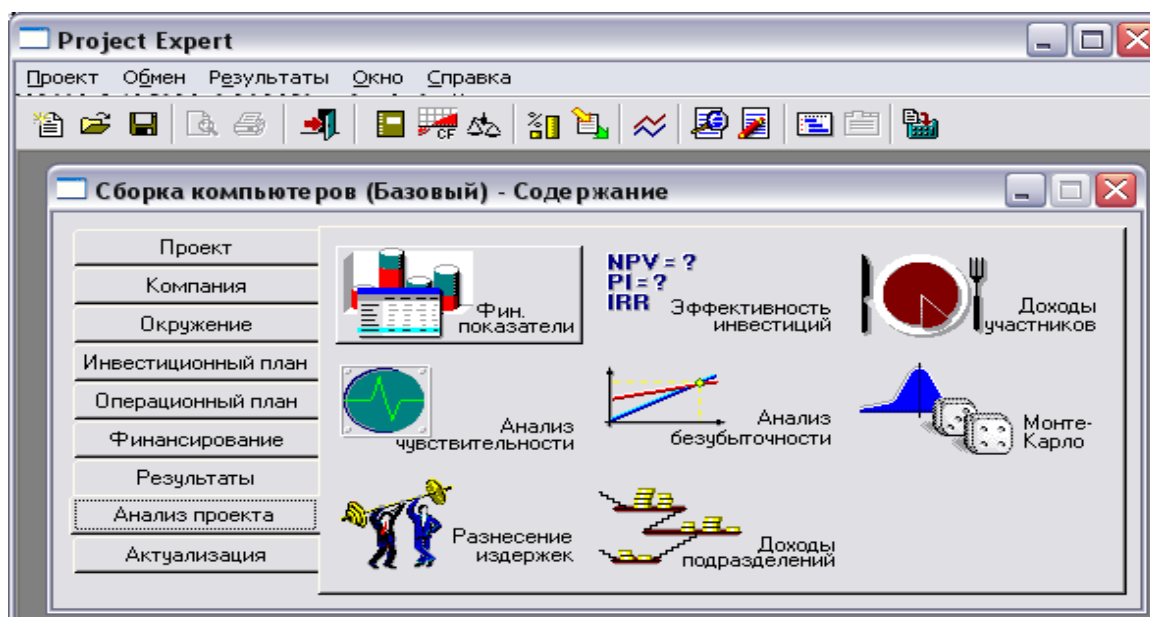 Project Expert
Проект Обмен Результаты Окно Справка
CF
Сборка компьютеров (Базовый) - Содержание
Проект
Компания
Окружение
Инвестиционный план
Операционный план
Финансирование
Результаты
Анализ проекта
Актуализация
Фин.
показатели
NPV = ?
PI = ?
IRR
Эффективность
инвестиций
Доходы
участников
Анализ
чувствительности
Анализ
безубыточности
Монте-
Карло
Разнесение
издержек
Доходы
подразделений